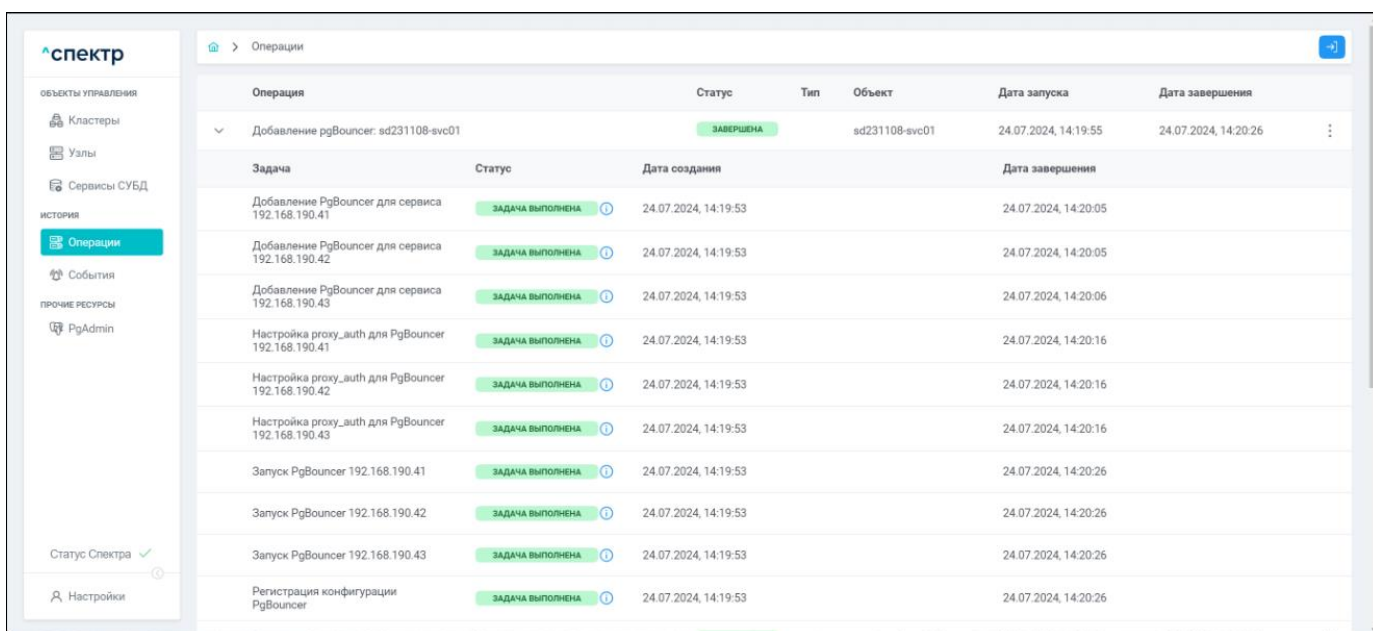 ^спектр
ОБЪЕКТЫ УПРАВЛЕНИЯ
Кластеры
Узлы
Сервисы СУБД
ИСТОРИЯ
Операции
События
ПРОЧИЕ РЕСУРСЫ
PgAdmin
Статус Спектра
Настройки
> Операции
Операция Статус Тип Объект Дата запуска Дата завершения
Добавление pgBouncer: sd231108-svc01 ЗАВЕРШЕНА sd231108-svc01 24.07.2024, 14:19:55 24.07.2024, 14:20:26
Задача Статус Дата создания Дата завершения
Добавление PgBouncer для сервиса
192.168.190.41 ЗАДАЧА ВЫПОЛНЕНА 24.07.2024, 14:19:53 24.07.2024, 14:20:05
Добавление PgBouncer для сервиса
192.168.190.42 ЗАДАЧА ВЫПОЛНЕНА 24.07.2024, 14:19:53 24.07.2024, 14:20:05
Добавление PgBouncer для сервиса
192.168.190.43 ЗАДАЧА ВЫПОЛНЕНА 24.07.2024, 14:19:53 24.07.2024, 14:20:06
Настройка proxy_auth для PgBouncer
192.168.190.41 ЗАДАЧА ВЫПОЛНЕНА 24.07.2024, 14:19:53 24.07.2024, 14:20:16
Настройка proxy_auth для PgBouncer
192.168.190.42 ЗАДАЧА ВЫПОЛНЕНА 24.07.2024, 14:19:53 24.07.2024, 14:20:16
Настройка proxy_auth для PgBouncer
192.168.190.43 ЗАДАЧА ВЫПОЛНЕНА 24.07.2024, 14:19:53 24.07.2024, 14:20:16
Запуск PgBouncer 192.168.190.41 ЗАДАЧА ВЫПОЛНЕНА 24.07.2024, 14:19:53 24.07.2024, 14:20:26
Запуск PgBouncer 192.168.190.42 ЗАДАЧА ВЫПОЛНЕНА 24.07.2024, 14:19:53 24.07.2024, 14:20:26
Запуск PgBouncer 192.168.190.43 ЗАДАЧА ВЫПОЛНЕНА 24.07.2024, 14:19:53 24.07.2024, 14:20:26
Регистрация конфигурации
PgBouncer ЗАДАЧА ВЫПОЛНЕНА 24.07.2024, 14:19:53 24.07.2024, 14:20:26